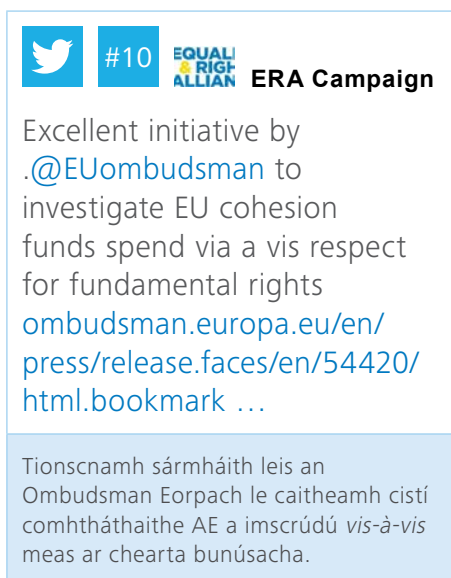 #10 EQUALI & RIGH ALLIAN ERA Campaign
Excellent initiative by
.@EUombudsman to
investigate EU cohesion
funds spend via a vis respect
for fundamental rights
ombudsman.europa.eu/en/
press/release.faces/en/54420/
html.bookmark …
Tionscnamh sármháith leis an
Ombudsman Eorpach le caitheamh cistí
comhtháthaithe AE a imscrúdú vis-à-vis
meas ar chearta bunúsacha.